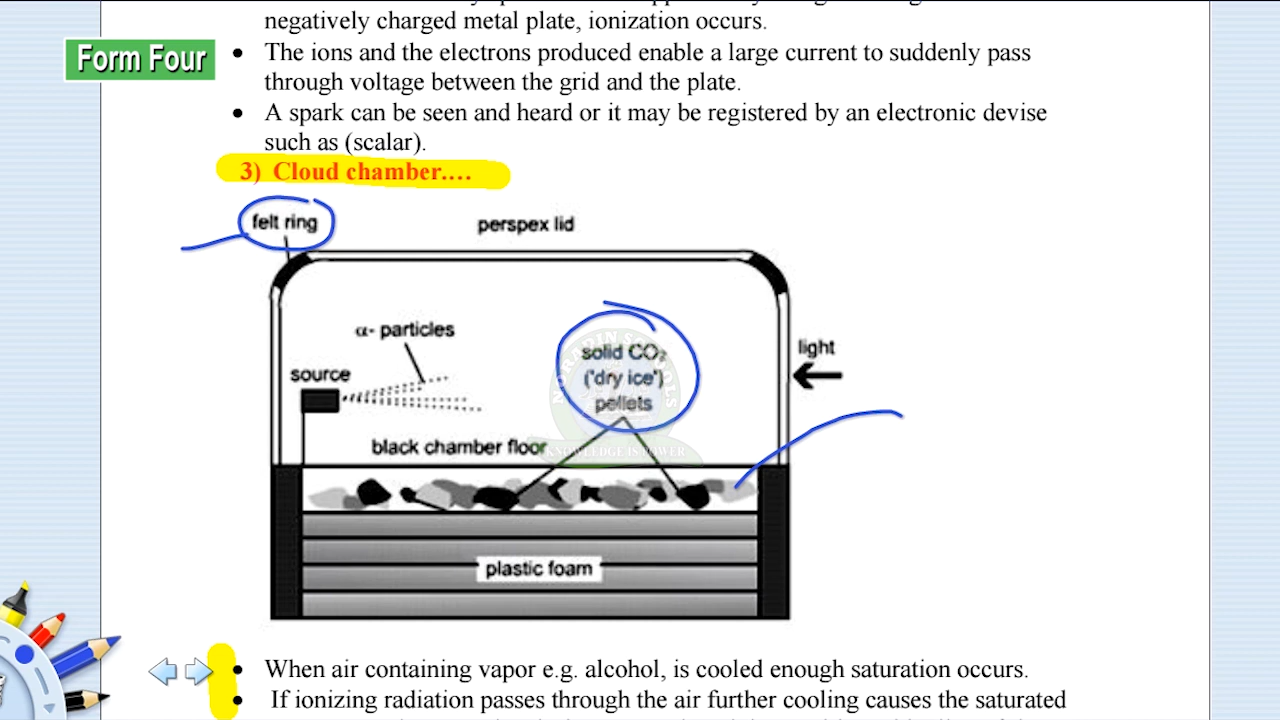 negatively charged metal plate, ionization occurs.
Form Four
• The ions and the electrons produced enable a large current to suddenly pass
through voltage between the grid and the plate.
• A spark can be seen and heard or it may be registered by an electronic devise
such as (scalar).
3) Cloud chamber….
felt ring
perspex lid
α- particles
source
solid CO₂
('dry ice')
pellets
light
black chamber floor
KNOWLEDGE IS POWER
plastic foam
• When air containing vapor e.g. alcohol, is cooled enough saturation occurs.
• If ionizing radiation passes through the air further cooling causes the saturated